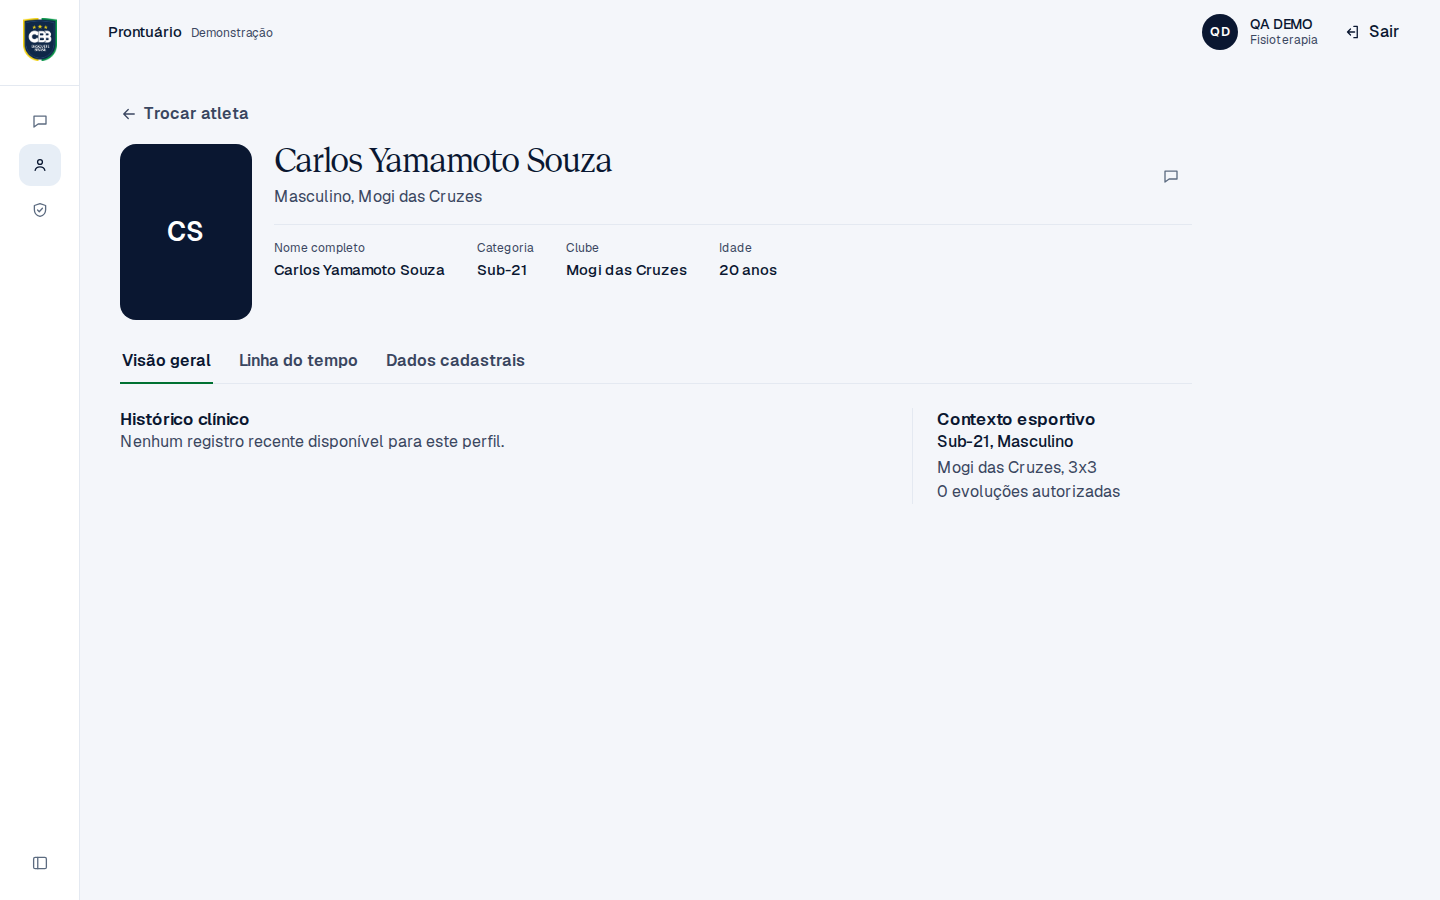 CBB
Prontuário Demonstração
QD
QA DEMO
Fisioterapia
Sair
Trocar atleta
CS
Carlos Yamamoto Souza
Masculino, Mogi das Cruzes
Nome completo
Carlos Yamamoto Souza
Categoria
Sub-21
Clube
Mogi das Cruzes
Idade
20 anos
Visão geral
Linha do tempo
Dados cadastrais
Histórico clínico
Nenhum registro recente disponível para este perfil.
Contexto esportivo
Sub-21, Masculino
Mogi das Cruzes, 3x3
0 evoluções autorizadas